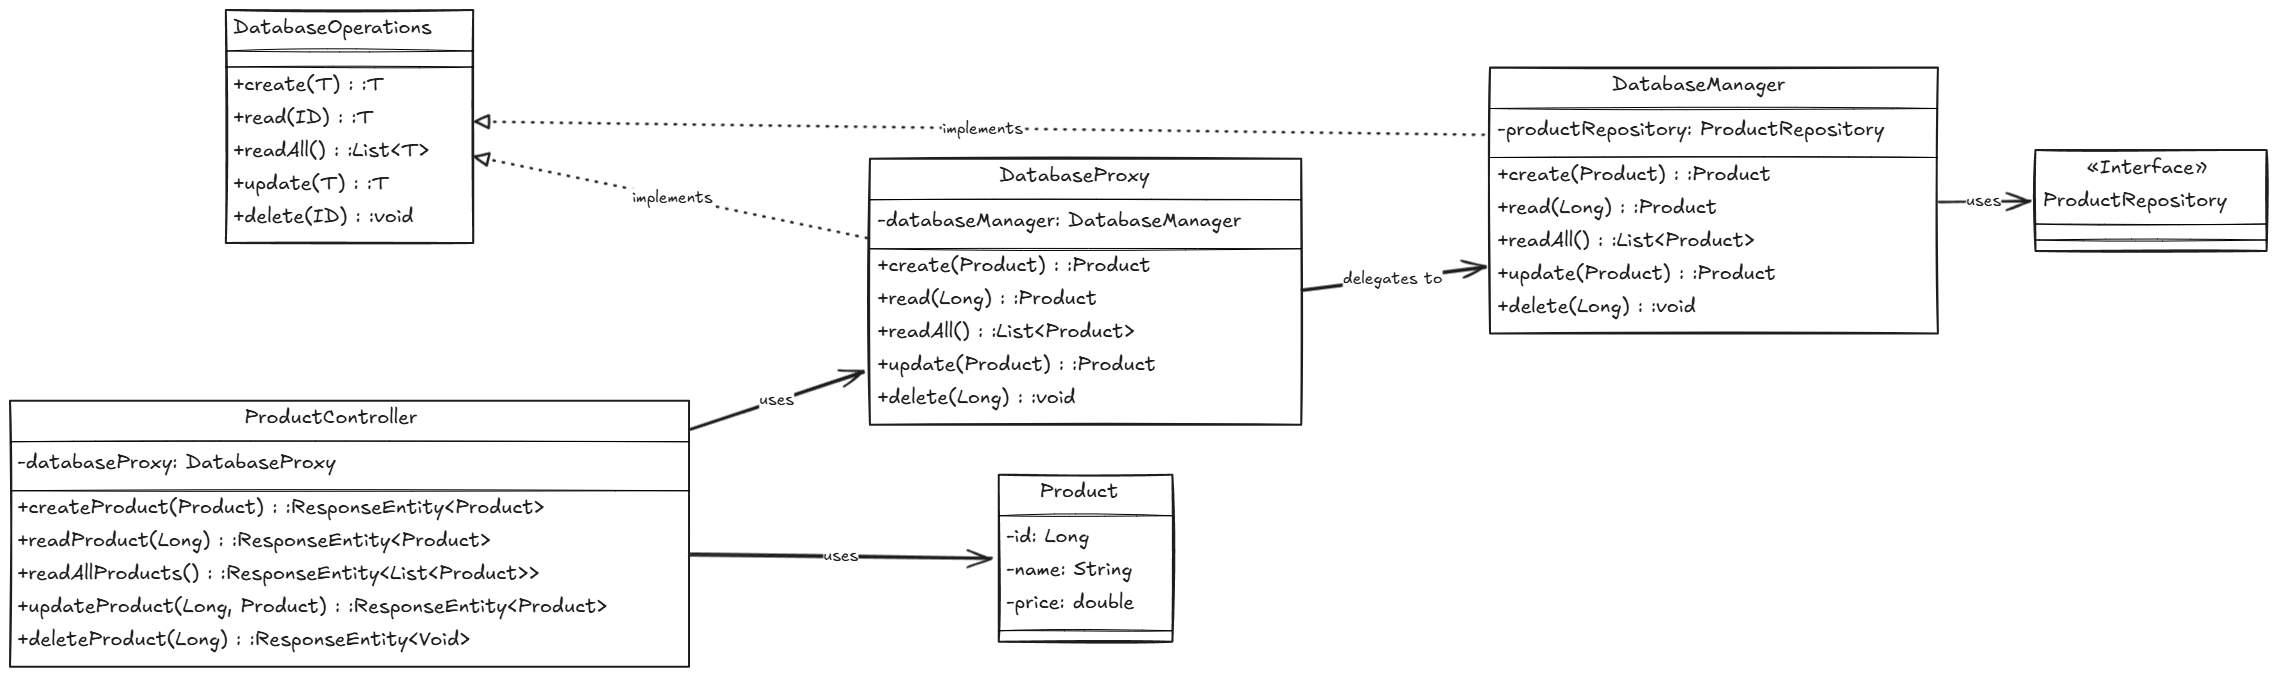 DatabaseOperations
+create(T) : :T
+read(ID) : :T
+readAll() : :List<T>
+update(T) : :T
+delete(ID) : :void
implements
implements
DatabaseProxy
-databaseManager: DatabaseManager
+create(Product) : :Product
+read(Long) : :Product
+readAll() : :List<Product>
+update(Product) : :Product
+delete(Long) : :void
delegates to
DatabaseManager
-productRepository: ProductRepository
+create(Product) : :Product
+read(Long) : :Product
+readAll() : :List<Product>
+update(Product) : :Product
+delete(Long) : :void
uses
«Interface»
ProductRepository
ProductController
-databaseProxy: DatabaseProxy
+createProduct(Product) : :ResponseEntity<Product>
+readProduct(Long) : :ResponseEntity<Product>
+readAllProducts() : :ResponseEntity<List<Product>>
+updateProduct(Long, Product) : :ResponseEntity<Product>
+deleteProduct(Long) : :ResponseEntity<Void>
uses
uses
Product
-id: Long
-name: String
-price: double